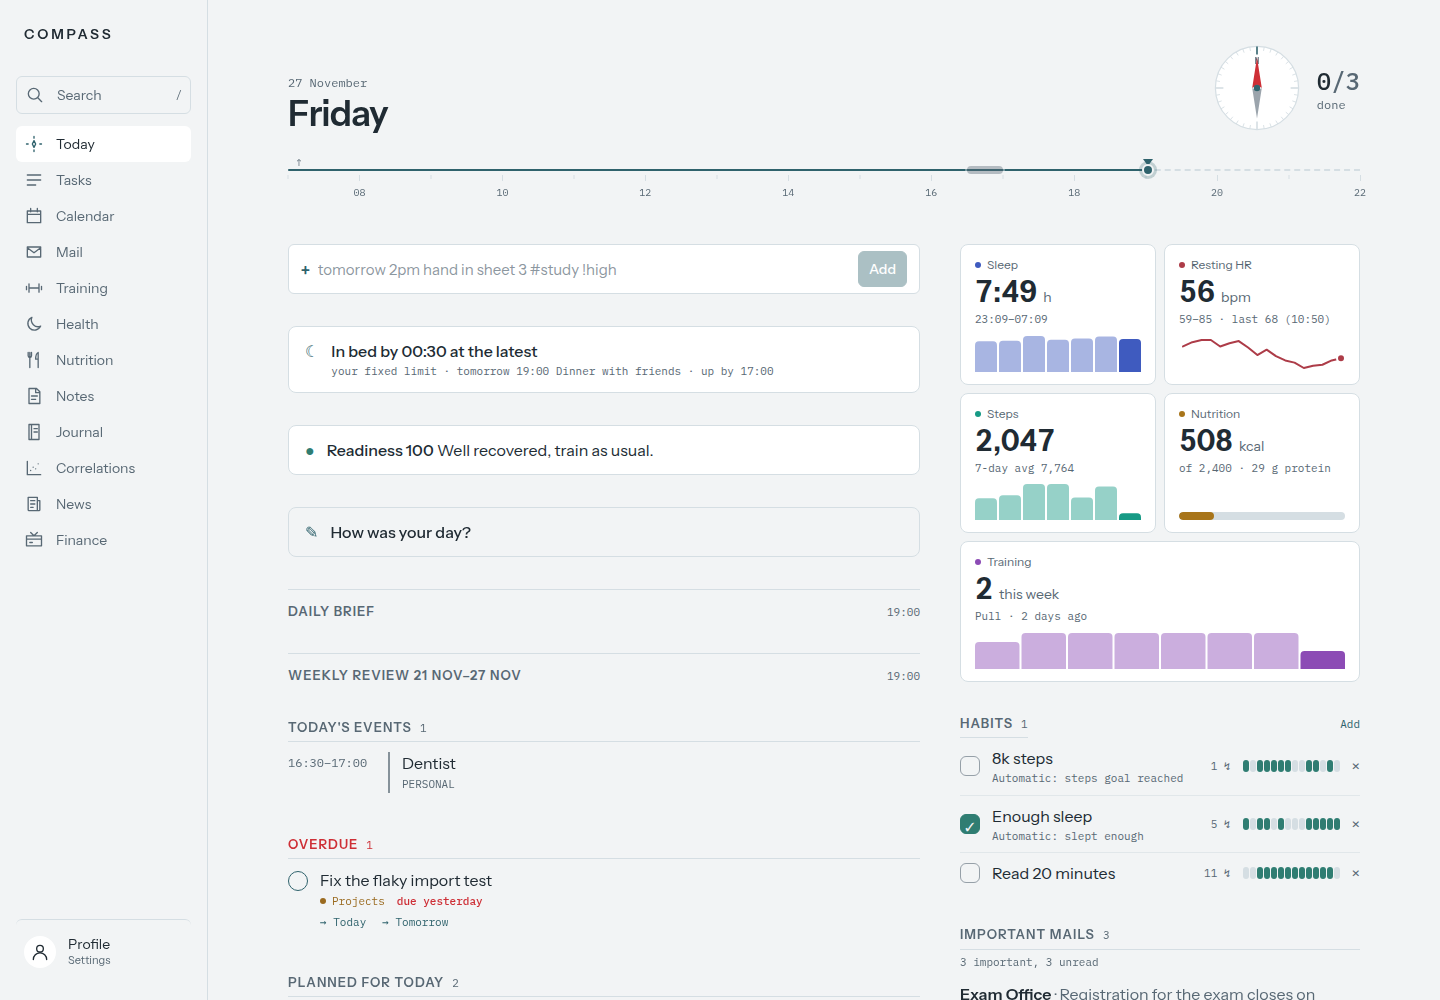 COMPASS
Search /
Today
Tasks
Calendar
Mail
Training
Health
Nutrition
Notes
Journal
Correlations
News
Finance
Profile
Settings
27 November
Friday
N
0/3
done
↑
08 10 12 14 16 18 20 22
+ tomorrow 2pm hand in sheet 3 #study !high
Add
In bed by 00:30 at the latest
your fixed limit · tomorrow 19:00 Dinner with friends · up by 17:00
Readiness 100 Well recovered, train as usual.
How was your day?
DAILY BRIEF 19:00
WEEKLY REVIEW 21 NOV–27 NOV 19:00
TODAY'S EVENTS 1
16:30–17:00 Dentist
PERSONAL
OVERDUE 1
Fix the flaky import test
Projects due yesterday
→ Today → Tomorrow
PLANNED FOR TODAY 2
Sleep
7:49 h
23:09–07:09
Resting HR
56 bpm
59–85 · last 68 (10:50)
Steps
2,047
7-day avg 7,764
Nutrition
508 kcal
of 2,400 · 29 g protein
Training
2 this week
Pull · 2 days ago
HABITS 1 Add
8k steps
Automatic: steps goal reached
1 ↯ ×
Enough sleep
Automatic: slept enough
5 ↯ ×
Read 20 minutes
11 ↯ ×
IMPORTANT MAILS 3
3 important, 3 unread
Exam Office · Registration for the exam closes on